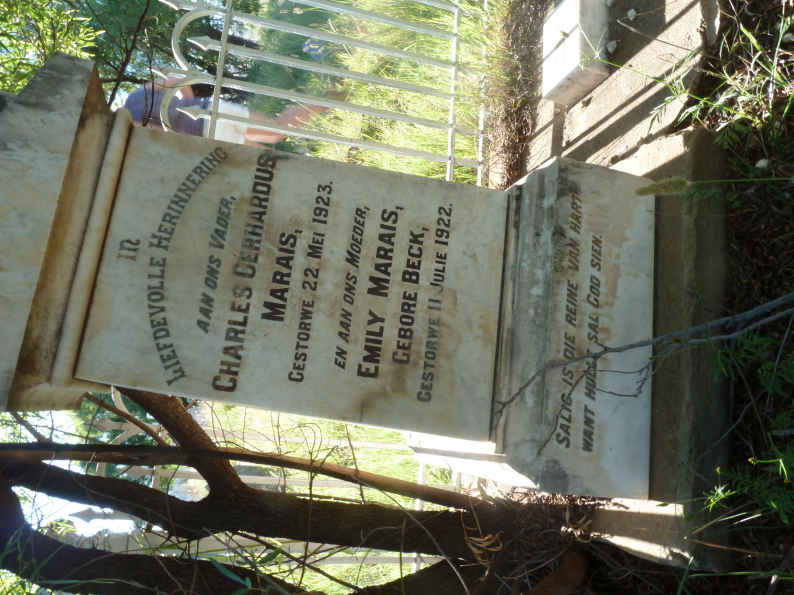 IN
LIEFDEVOLLE HERINNERING
AAN ONS VADER,
CHARLES GERHARDUS
MARAIS,
GESTORWE 22 MEI 1923.
EN AAN ONS MOEDER,
EMILY MARAIS,
GEBORE BECK,
GESTORWE 11 JULIE 1922.
SALIG IS DIE REINE VAN HARTE
WANT HULLE SAL GOD SIEN.